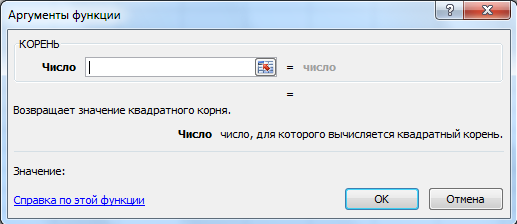 Аргументы функции
КОРЕНЬ
Число = число
=
Возвращает значение квадратного корня.
Число число, для которого вычисляется квадратный корень.
Значение:
Справка по этой функции
ОК Отмена